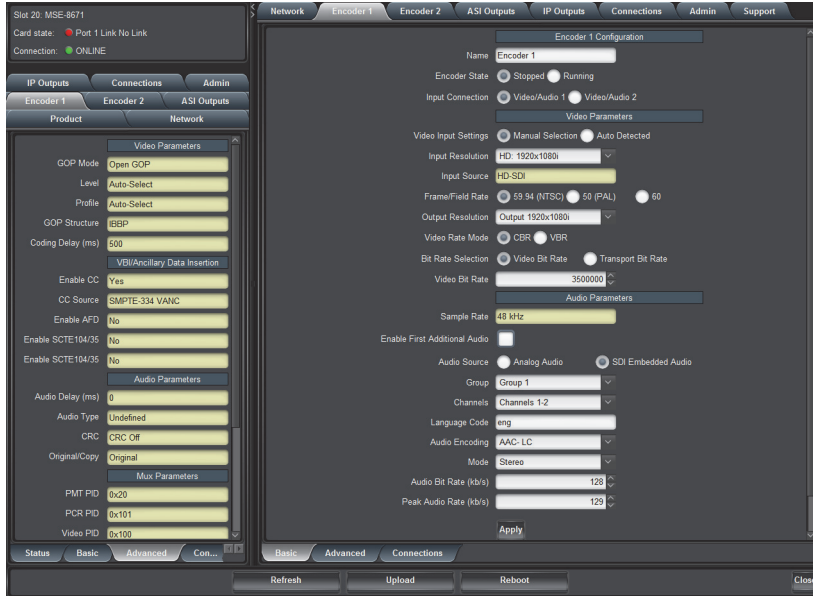 Slot 20: MSE-8671
Card state: Port 1 Link No Link
Connection: ONLINE
IP Outputs Connections Admin
Encoder 1 Encoder 2 ASI Outputs
Product Network
Video Parameters
GOP Mode Open GOP
Level Auto-Select
Profile Auto-Select
GOP Structure IBBP
Coding Delay (ms) 500
VBI/Ancillary Data Insertion
Enable CC Yes
CC Source SMPTE-334 VANC
Enable AFD No
Enable SCTE104/35 No
Enable SCTE104/35 No
Audio Parameters
Audio Delay (ms) 0
Audio Type Undefined
CRC CRC Off
Original/Copy Original
Mux Parameters
PMT PID 0x20
PCR PID 0x101
Video PID 0x100
Status Basic Advanced Con...
Network Encoder 1 Encoder 2 ASI Outputs IP Outputs Connections Admin Support
Encoder 1 Configuration
Name Encoder 1
Encoder State Stopped Running
Input Connection Video/Audio 1 Video/Audio 2
Video Parameters
Video Input Settings Manual Selection Auto Detected
Input Resolution HD: 1920x1080i
Input Source HD-SDI
Frame/Field Rate 59.94 (NTSC) 50 (PAL) 60
Output Resolution Output 1920x1080i
Video Rate Mode CBR VBR
Bit Rate Selection Video Bit Rate Transport Bit Rate
Video Bit Rate 3500000
Audio Parameters
Sample Rate 48 kHz
Enable First Additional Audio
Audio Source Analog Audio SDI Embedded Audio
Group Group 1
Channels Channels 1-2
Language Code eng
Audio Encoding AAC- LC
Mode Stereo
Audio Bit Rate (kb/s) 128
Peak Audio Rate (kb/s) 129
Apply
Basic Advanced Connections
Refresh Upload Reboot Close